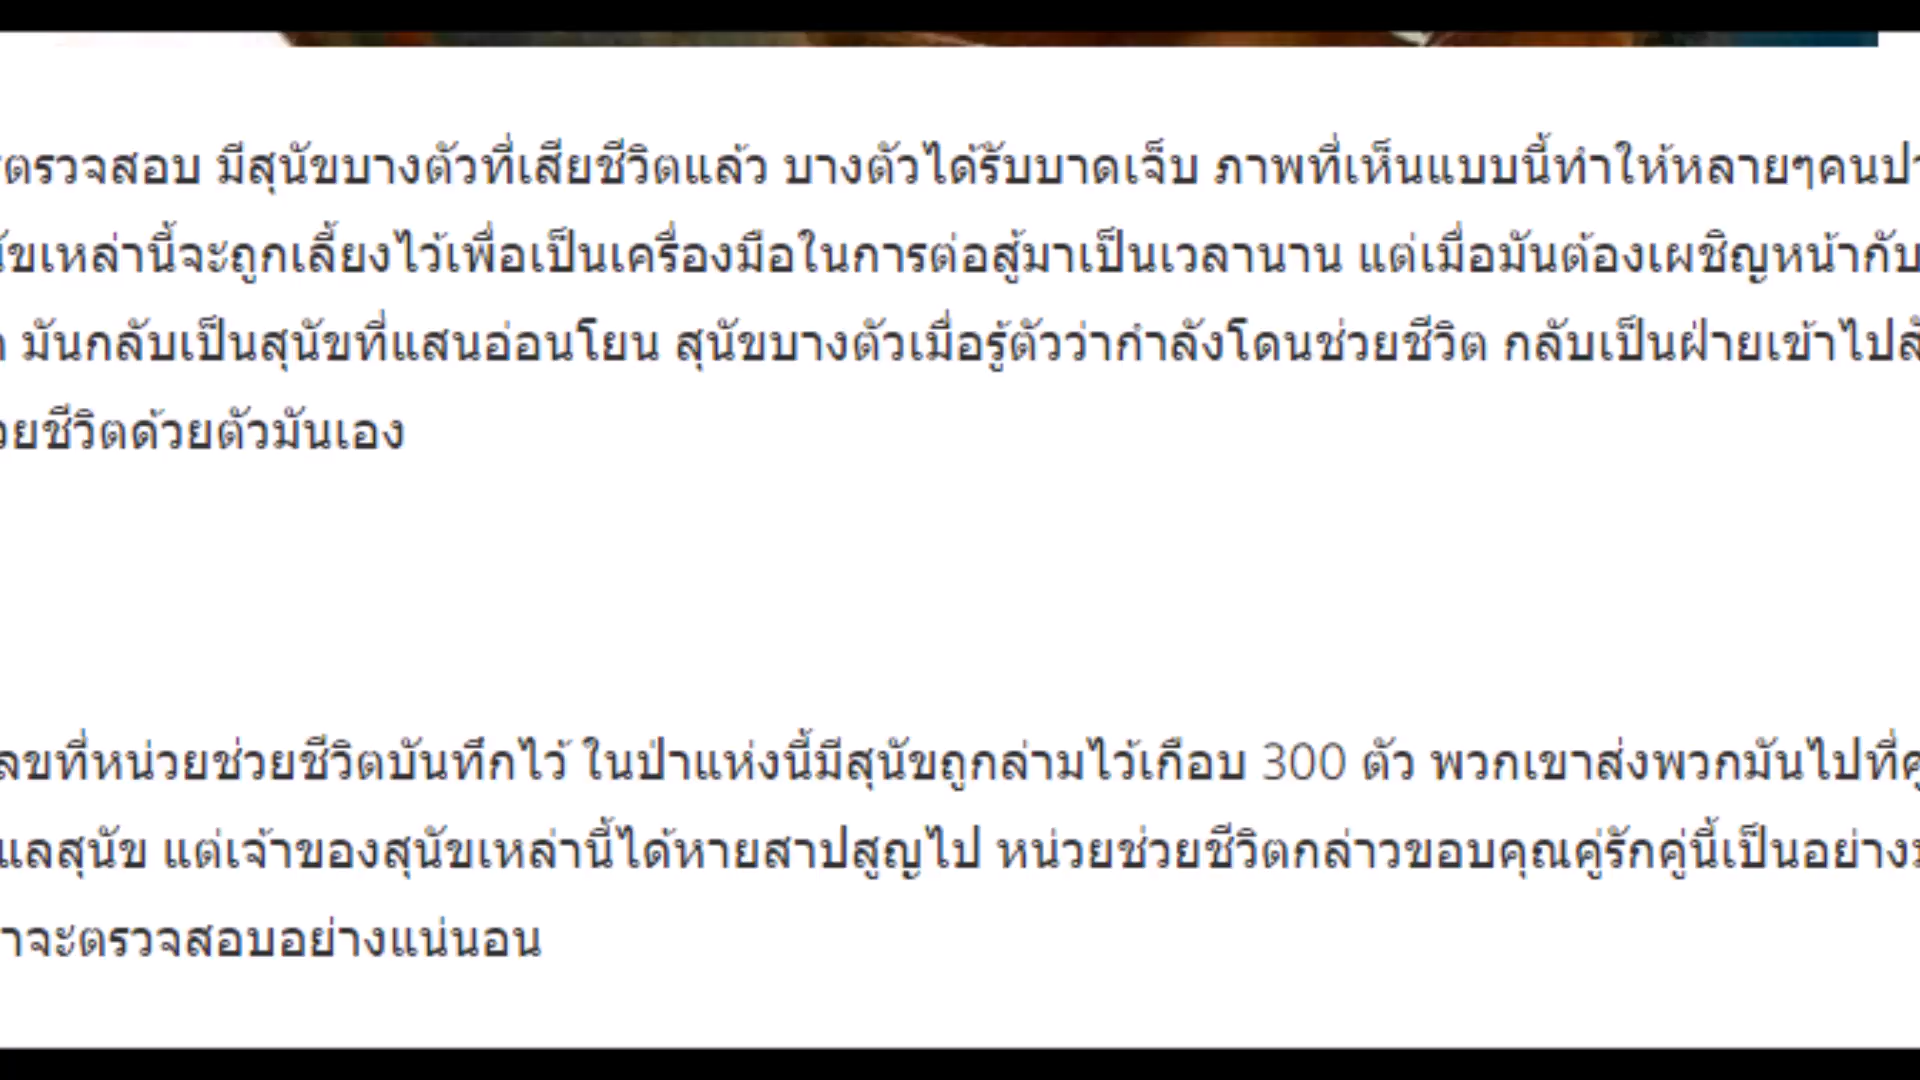 ตรวจสอบ มีสุนัขบางตัวที่เสียชีวิตแล้ว บางตัวได้รับบาดเจ็บ ภาพที่เห็นแบบนี้ทำให้หลายๆคน
เหล่านี้จะถูกเลี้ยงไว้เพื่อเป็นเครื่องมือในการต่อสู้มาเป็นเวลานาน แต่เมื่อมันต้องเผชิญหน้ากับ
มันกลับเป็นสุนัขที่แสนอ่อนโยน สุนัขบางตัวเมื่อรู้ตัวว่ากำลังโดนช่วยชีวิต กลับเป็นฝ่ายเข้าไป
ยชีวิตด้วยตัวมันเอง
ลขที่หน่วยช่วยชีวิตบันทึกไว้ ในป่าแห่งนี้มีสุนัขถูกล่ามไว้เกือบ 300 ตัว พวกเขาส่งพวกมันไปที่
แลสุนัข แต่เจ้าของสุนัขเหล่านี้ได้หายสาปสูญไป หน่วยช่วยชีวิตกล่าวขอบคุณคู่รักคู่นี้เป็นอย่าง
าจะตรวจสอบอย่างแน่นอน